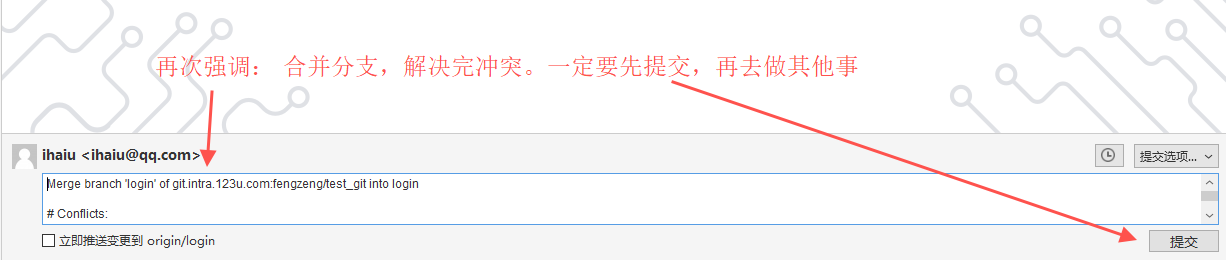 再次强调： 合并分支，解决完冲突。一定要先提交，再去做其他事
ihaiu <ihaiu@qq.com>
提交选项...
Merge branch 'login' of git.intra.123u.com:fengzeng/test_git into login
# Conflicts:
立即推送变更到 origin/login
提交